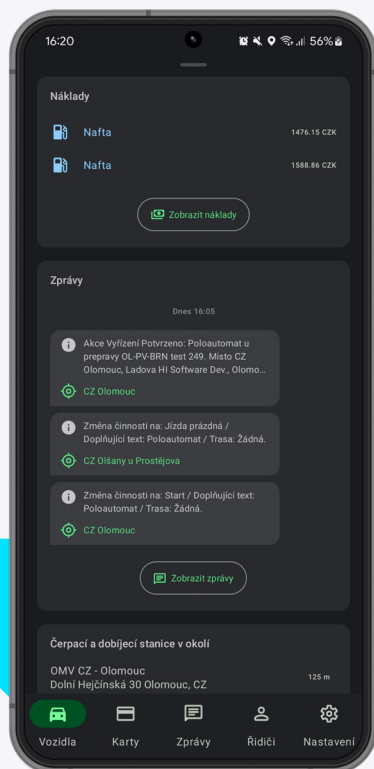 16:20
56%
Náklady
Nafta 1476.15 CZK
Nafta 1588.86 CZK
Zobrazit náklady
Zprávy
Dnes 16:05
Akce Vyřízení Potvrzeno: Poloautomat u
prepravy OL-PV-BRN test 249. Misto CZ
Olomouc, Ladova HI Software Dev., Olomo...
CZ Olomouc
Změna činnosti na: Jízda prázdná /
Doplňující text: Poloautomat / Trasa: Žádná.
CZ Olšany u Prostějova
Změna činnosti na: Start / Doplňující text:
Poloautomat / Trasa: Žádná.
CZ Olomouc
Zobrazit zprávy
Čerpací a dobíjecí stanice v okolí
OMV CZ - Olomouc
Dolní Hejčínská 30 Olomouc, CZ
125 m
Vozidla Karty Zprávy Řidiči Nastavení